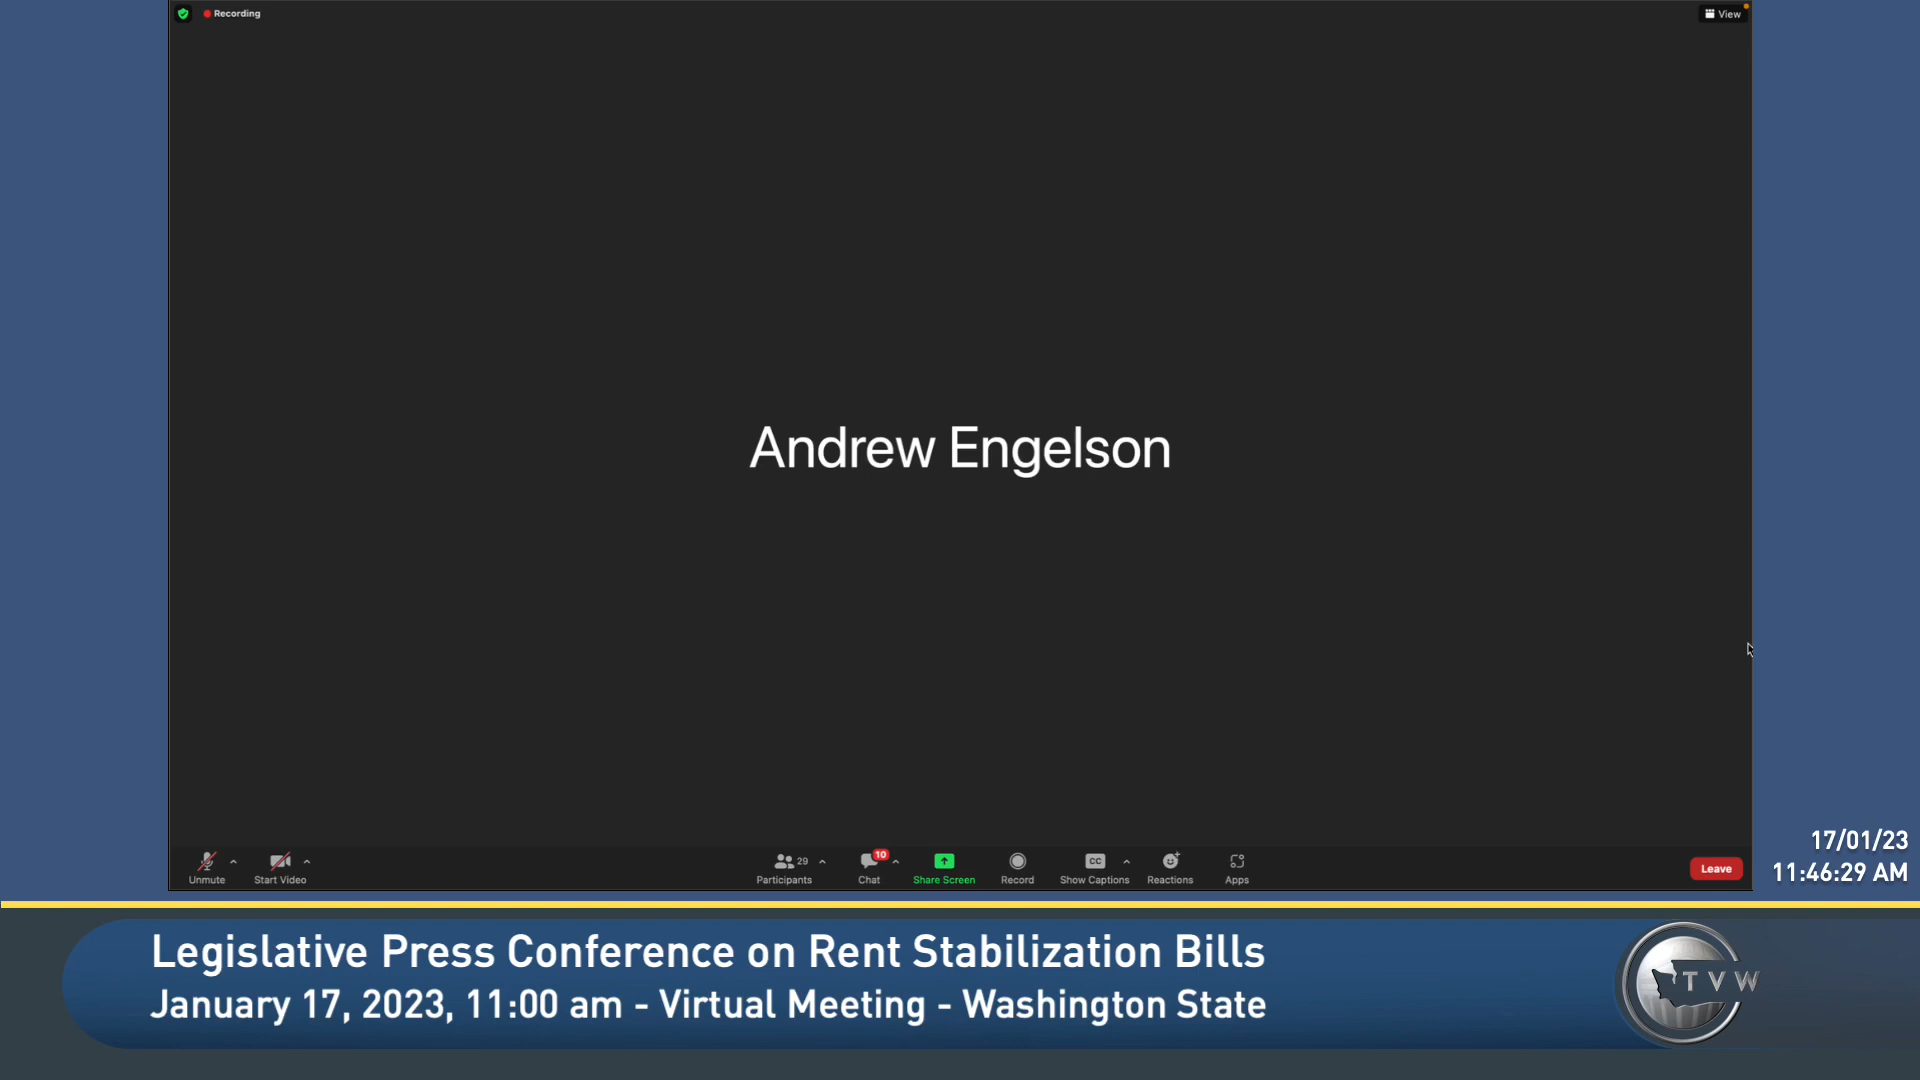 Recording
View
Andrew Engelson
Unmute
Start Video
29
Participants
10
Chat
Share Screen
Record
CC
Show Captions
Reactions
Apps
Leave
17/01/23
11:46:29 AM
Legislative Press Conference on Rent Stabilization Bills
January 17, 2023, 11:00 am - Virtual Meeting - Washington State
TVW